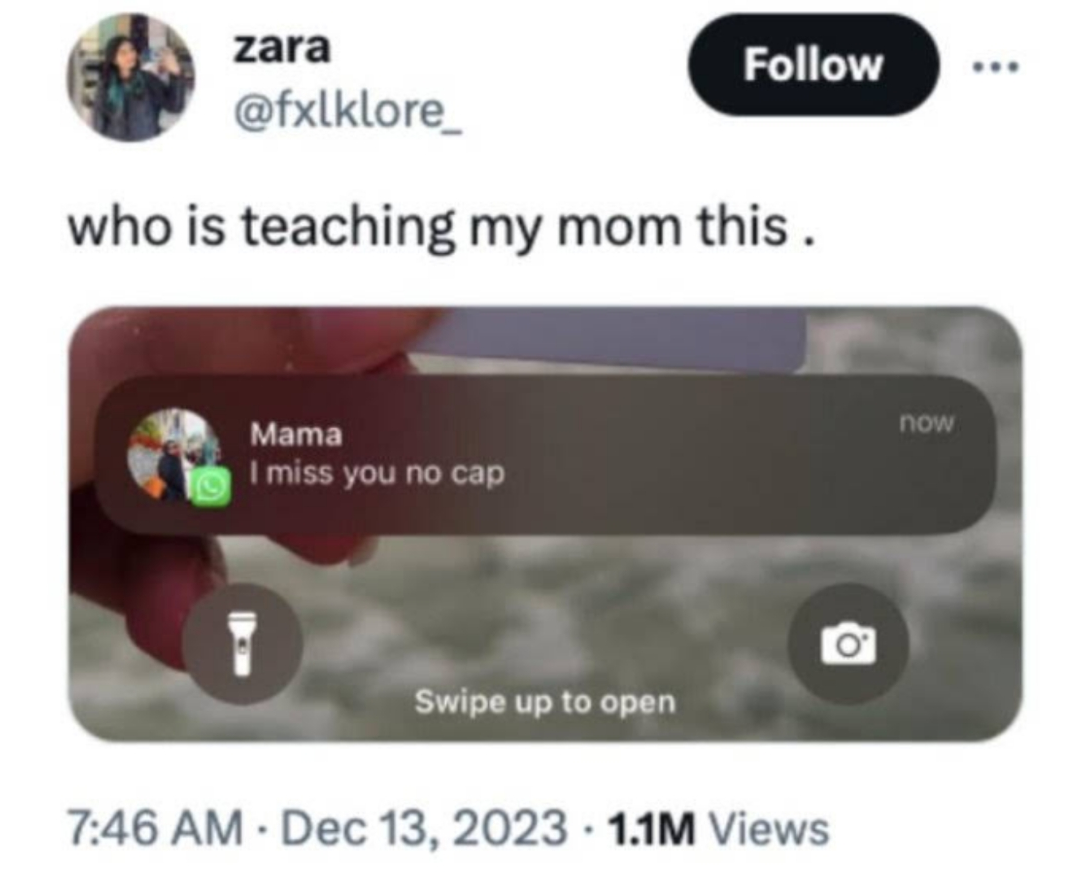 zara
@fxlklore_
Follow
who is teaching my mom this .
Mama
now
I miss you no cap
Swipe up to open
7:46 AM · Dec 13, 2023 · 1.1M Views